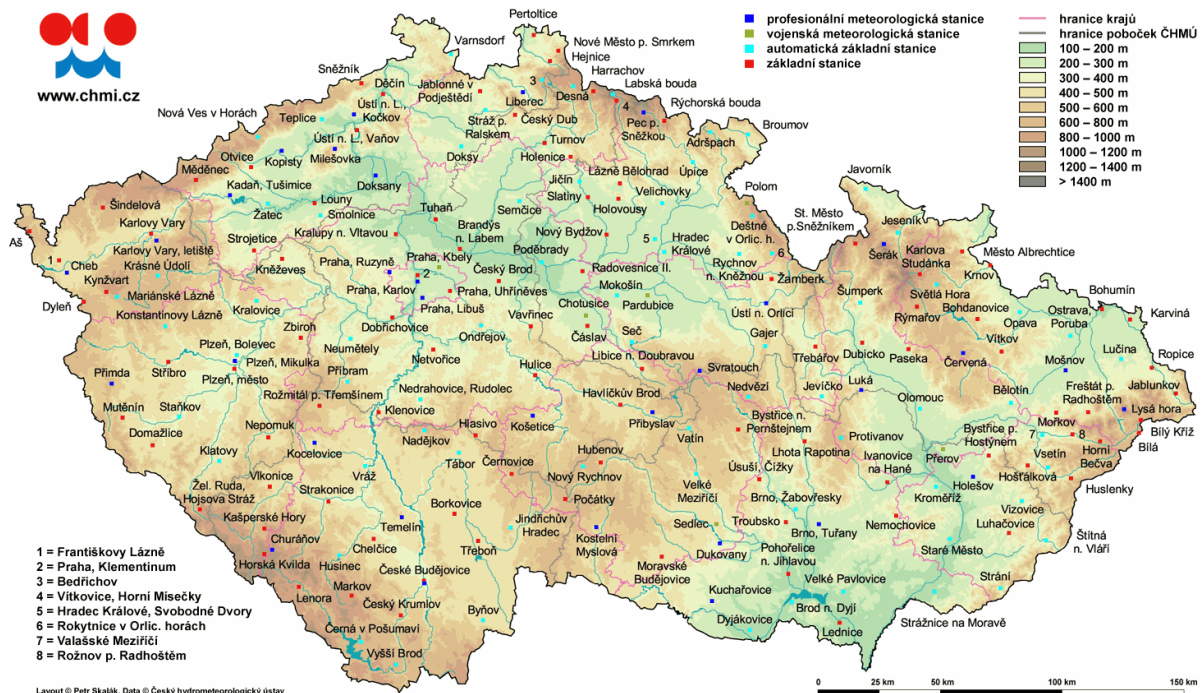 www.chmi.cz
profesionální meteorologická stanice
vojenská meteorologická stanice
automatická základní stanice
základní stanice
hranice krajů
hranice poboček ČHMÚ
100 – 200 m
200 – 300 m
300 – 400 m
400 – 500 m
500 – 600 m
600 – 800 m
800 – 1000 m
1000 – 1200 m
1200 – 1400 m
> 1400 m
Pertoltice
Varnsdorf
Nové Město p. Smrkem
Hejnice
Harrachov
Sněžník
Děčín
Jablonné v
Podještědí
3
Liberec
Desná
Labská bouda
4
Rýchorská bouda
Nová Ves v Horách
Teplice
Ústí n. L.,
Kočkov
Stráž p.
Ralskem
Český Dub
Pec p.
Sněžkou
Broumov
Ústí n. L., Vaňov
Turnov
Adršpach
Otvice
Kopisty
Milešovka
Doksy
Holenice
Měděnec
Lázně Bělohrad
Úpice
Javorník
Kadaň, Tušimice
Doksany
Jičín
Velichovky
Polom
Šindelová
Žatec
Louny
Smolnice
Tuhaň
Semčice
Slatiny
Holovousy
Deštné
v Orlic. h.
St. Město
p.Sněžníkem
Jeseník
Karlovy Vary
Kralupy n. Vltavou
Brandýs
n. Labem
Nový Bydžov
Aš
Karlovy Vary, letiště
Strojetice
Poděbrady
5
Hradec
Králové
6
Šerák
Karlova
Studánka
Město Albrechtice
1
Cheb
Krásné Údolí
Kněževes
Praha, Ruzyně
Praha, Kbely
2
Český Brod
Radovesnice II.
Rychnov
n. Kněžnou
Žamberk
Krnov
Kynžvart
Praha, Karlov
Praha, Uhříněves
Mokošín
Šumperk
Světlá Hora
Bohumín
Dyleň
Mariánské Lázně
Kralovice
Praha, Libuš
Chotusice
Pardubice
Ústí n. Orlicí
Rýmařov
Bohdanovice
Opava
Ostrava,
Poruba
Karviná
Konstantinovy Lázně
Zbiroh
Dobřichovice
Ondřejov
Vavřinec
Čáslav
Seč
Gajer
Vítkov
Plzeň, Bolevec
Neumětely
Netvořice
Libice n. Doubravou
Třebařov
Dubicko
Paseka
Červená
Mošnov
Lučina
Ropice
Přimda
Stříbro
Plzeň, Mikulka
Příbram
Hulice
Svratouch
Plzeň, město
Nedrahovice, Rudolec
Nedvězí
Jevíčko
Luká
Bělotín
Freštát p.
Radhoštěm
Jablunkov
Mutěnín
Staňkov
Rožmitál p. Třemšínem
Klenovice
Havlíčkův Brod
Olomouc
Lysá hora
Domažlice
Nepomuk
Košetice
Přibyslav
Bystřice n.
Pernštejnem
Bystřice p.
Hostýnem
Mořkov
Bílý Kříž
Hlasivo
Nadějkov
Vatín
Protivanov
7
8
Horní
Bečva
Bílá
Klatovy
Kocelovice
Hubenov
Lhota Rapotina
Ivanovice
na Hané
Přerov
Vsetín
Vlkonice
Vráž
Tábor
Černovice
Nový Rychnov
Úsuší, Čížky
Holešov
Hošťálková
Žel. Ruda,
Hojsova Stráž
Strakonice
Počátky
Velké
Meziříčí
Brno, Žabovřesky
Kroměříž
Huslenky
Kašperské Hory
Temelín
Borkovice
Jindřichův
Hradec
Sedlec
Troubsko
Brno, Tuřany
Nemochovice
Vizovice
Luhačovice
Churáňov
Chelčice
Třeboň
Kostelní
Myslová
Dukovany
Pohořelice
n. Jihlavou
Staré Město
Štítná
n. Vláří
Horská Kvilda
Husinec
České Budějovice
Moravské
Budějovice
Velké Pavlovice
Strání
Lenora
Markov
Kuchařovice
Český Krumlov
Byňov
Brod n. Dyjí
Černá v Pošumaví
Dyjákovice
Lednice
Strážnice na Moravě
Vyšší Brod
1 = Františkovy Lázně
2 = Praha, Klementinum
3 = Bedřichov
4 = Vítkovice, Horní Mísečky
5 = Hradec Králové, Svobodné Dvory
6 = Rokytnice v Orlic. horách
7 = Valašské Meziříčí
8 = Rožnov p. Radhoštěm
Layout © Petr Skalák, Data © Český hydrometeorologický ústav
0 25 km 50 km 100 km 150 km